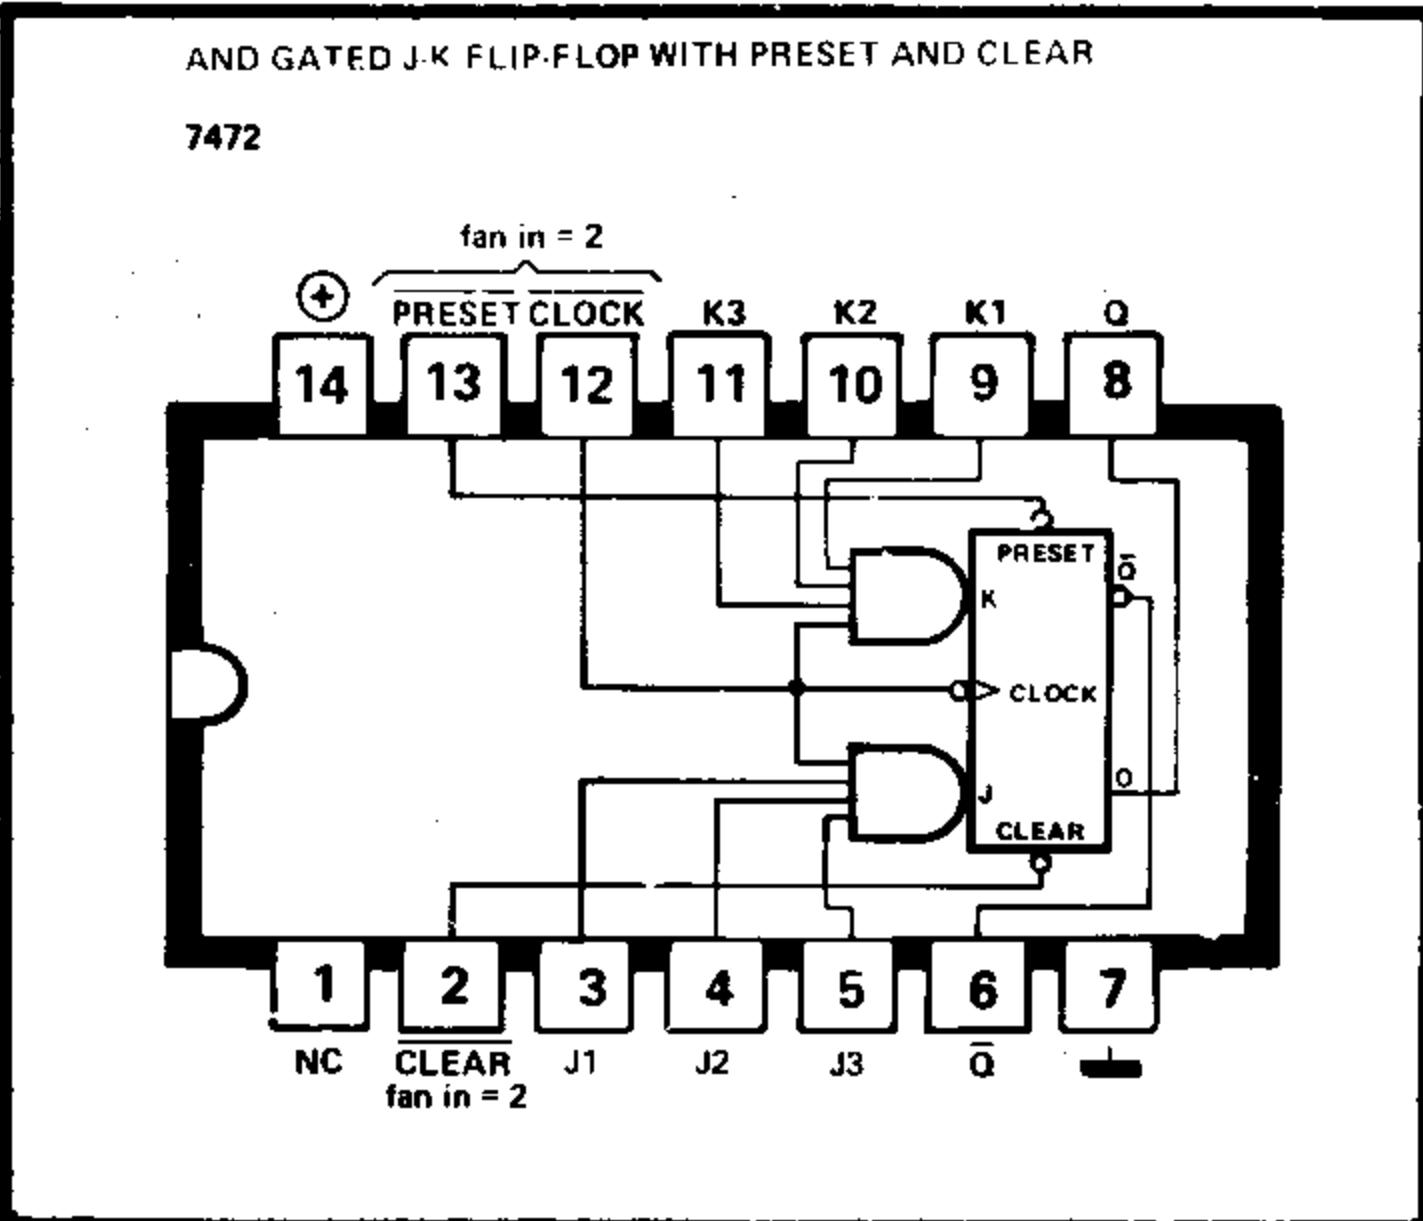 AND GATED J-K FLIP-FLOP WITH PRESET AND CLEAR
7472
fan in = 2
PRESET CLOCK K3 K2 K1 Q
14 13 12 11 10 9 8
PRESET
Q̅
K
CLOCK
Q
J
CLEAR
1 2 3 4 5 6 7
NC C̅L̅E̅A̅R̅ J1 J2 J3 Q̅
fan in = 2